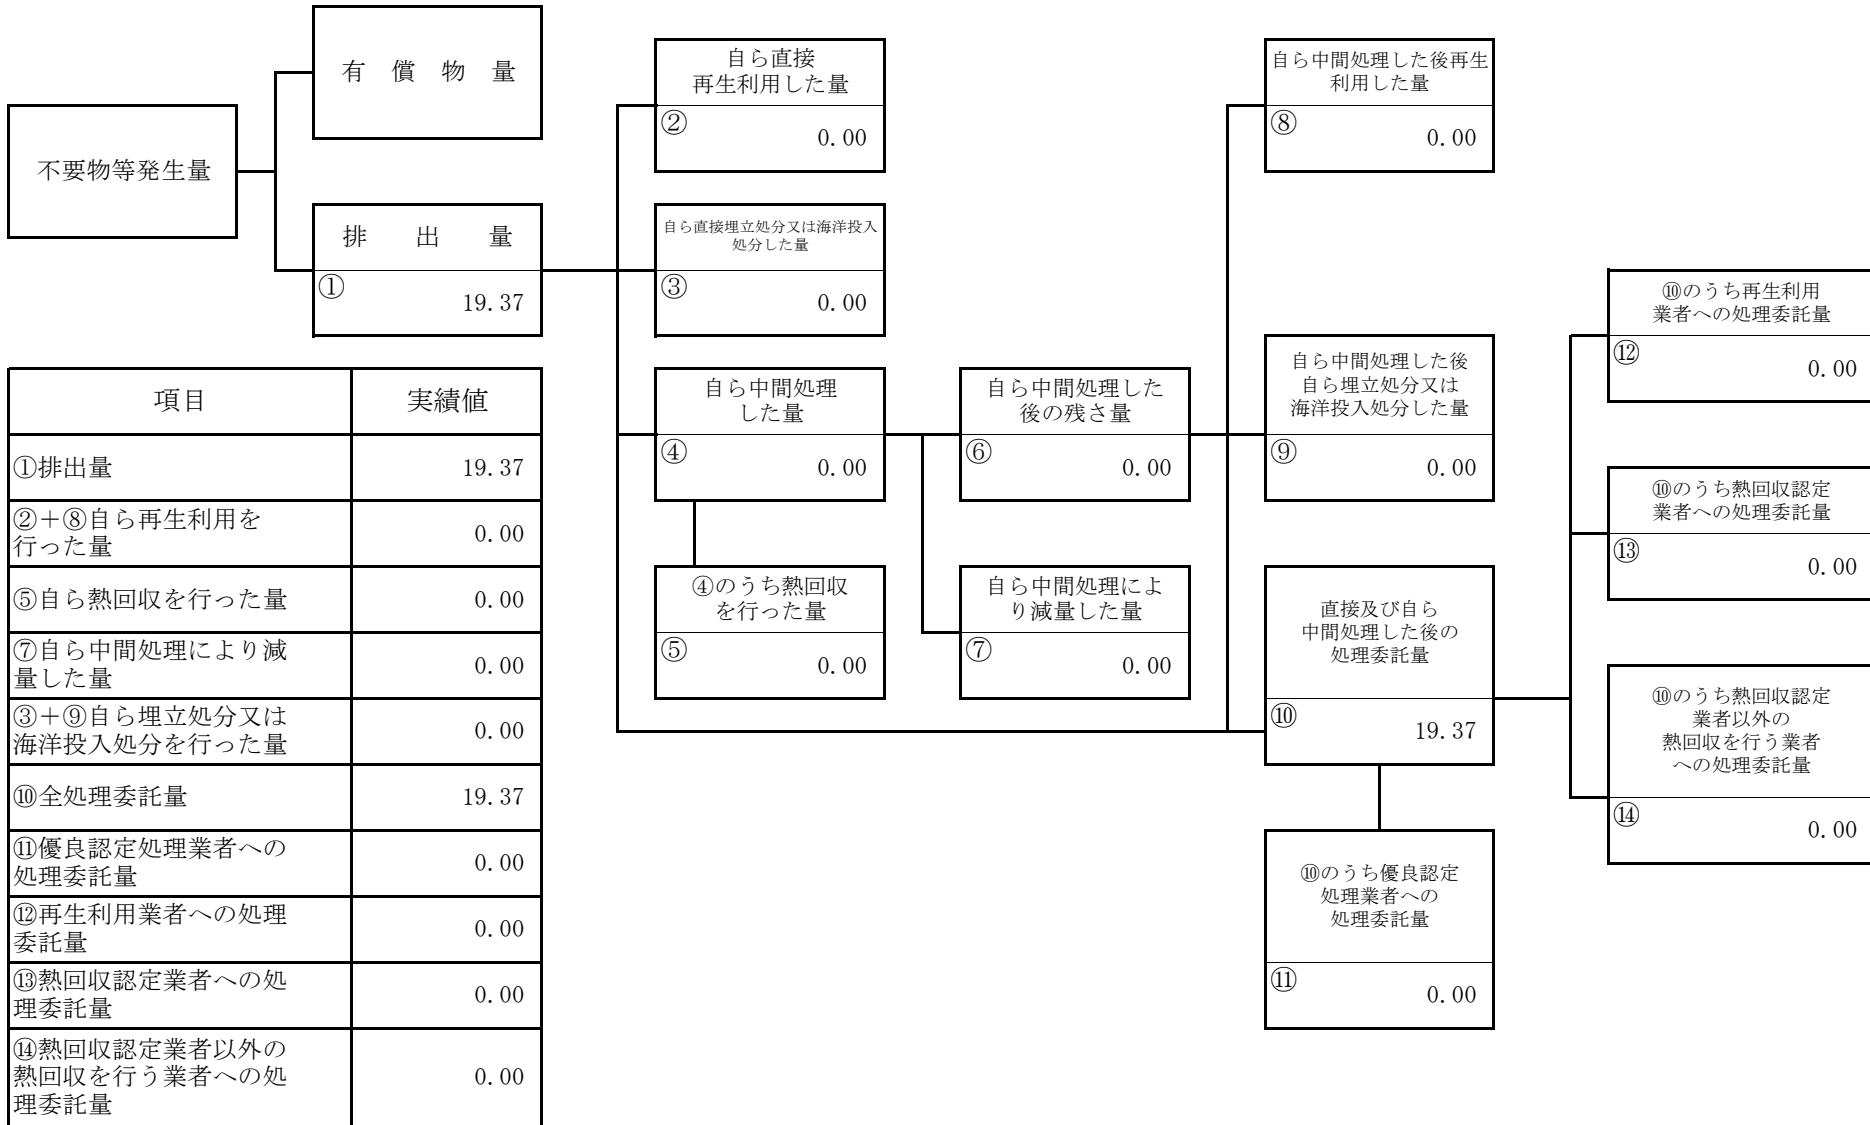 有　償　物　量
不要物等発生量
排　出　量
①
19.37
自ら直接
再生利用した量
②
0.00
自ら直接埋立処分又は海洋投入
処分した量
③
0.00
自ら中間処理
した量
④
0.00
④のうち熱回収
を行った量
⑤
0.00
自ら中間処理した
後の残さ量
⑥
0.00
自ら中間処理によ
り減量した量
⑦
0.00
自ら中間処理した後再生
利用した量
⑧
0.00
自ら中間処理した後
自ら埋立処分又は
海洋投入処分した量
⑨
0.00
直接及び自ら
中間処理した後の
処理委託量
⑩
19.37
⑩のうち優良認定
処理業者への
処理委託量
⑪
0.00
⑩のうち再生利用
業者への処理委託量
⑫
0.00
⑩のうち熱回収認定
業者への処理委託量
⑬
0.00
⑩のうち熱回収認定
業者以外の
熱回収を行う業者
への処理委託量
⑭
0.00
項目 実績値
①排出量 19.37
②＋⑧自ら再生利用を
行った量 0.00
⑤自ら熱回収を行った量 0.00
⑦自ら中間処理により減
量した量 0.00
③＋⑨自ら埋立処分又は
海洋投入処分を行った量 0.00
⑩全処理委託量 19.37
⑪優良認定処理業者への
処理委託量 0.00
⑫再生利用業者への処理
委託量 0.00
⑬熱回収認定業者への処
理委託量 0.00
⑭熱回収認定業者以外の
熱回収を行う業者への処
理委託量 0.00